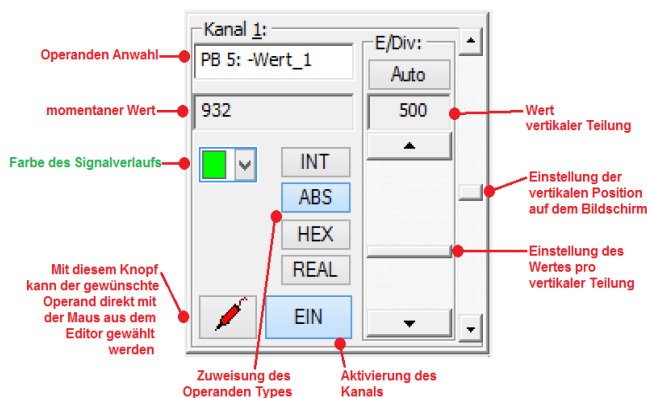 Kanal 1:
E/Div:
Operanden Anwahl
PB 5: -Wert_1
Auto
momentaner Wert
932
500
Wert
vertikaler Teilung
Farbe des Signalverlaufs
INT
ABS
HEX
REAL
EIN
Einstellung der
vertikalen Position
auf dem Bildschirm
Einstellung des
Wertes pro
vertikaler Teilung
Mit diesem Knopf
kann der gewünschte
Operand direkt mit
der Maus aus dem
Editor gewählt
werden
Zuweisung des
Operanden Types
Aktivierung des
Kanals